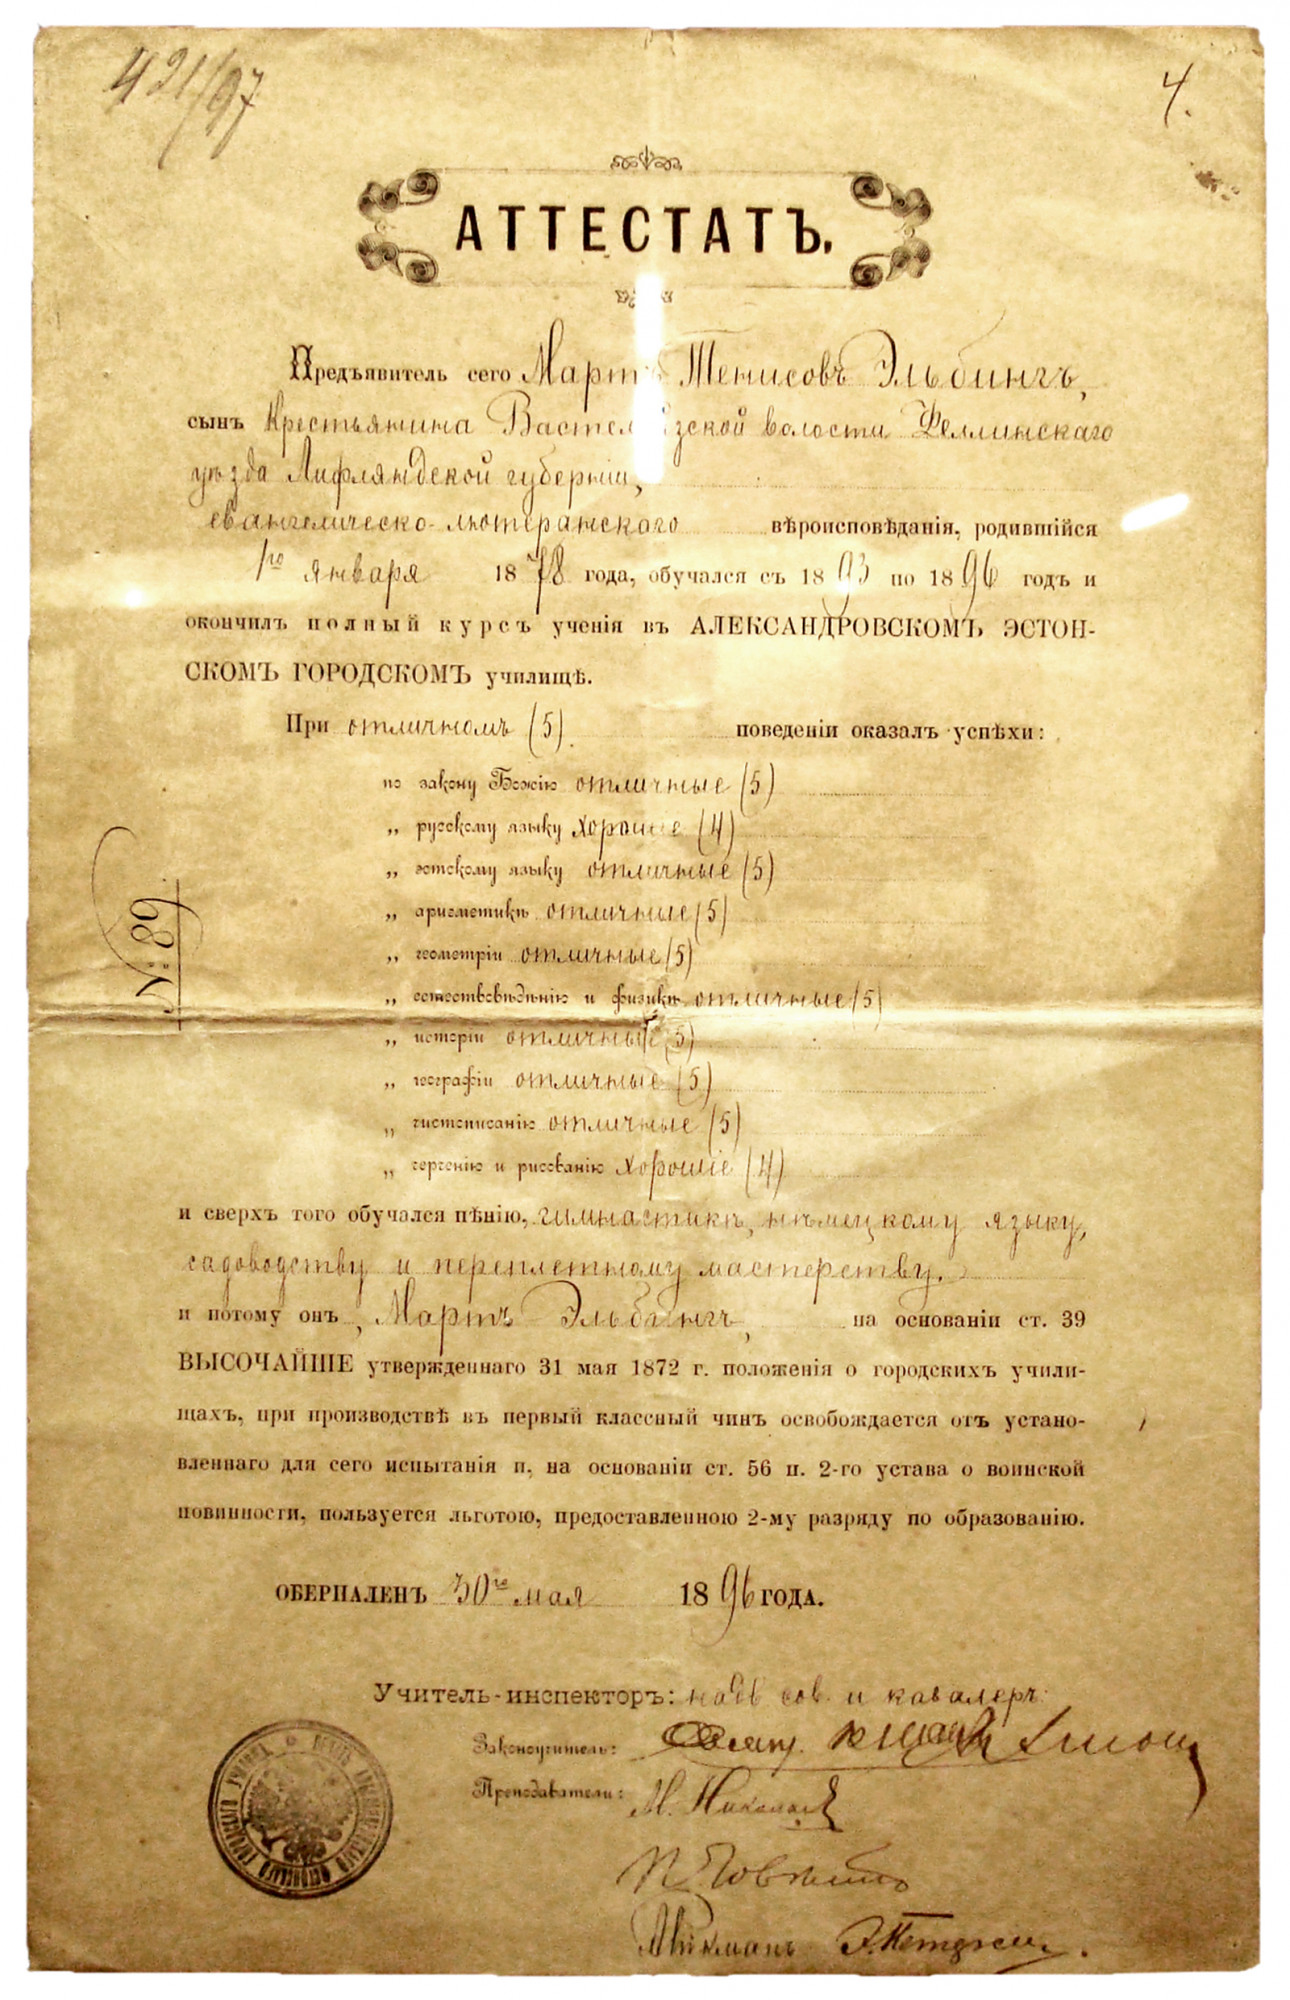 421/97
4.
АТТЕСТАТЪ.
Предъявитель сего Мартъ Тенисовъ Эльбингъ,
сынъ Крестьянина волости Феллинскаго
уѣзда Лифляндской губерніи,
евангелическо-лютеранскаго вѣроисповѣданія, родившійся
1го января 1878 года, обучался съ 1893 по 1896 годъ и
окончилъ полный курсъ ученія въ АЛЕКСАНДРОВСКОМЪ ЭСТОН-
СКОМЪ ГОРОДСКОМЪ училищѣ.
При отличномъ (5) поведеніи оказалъ успѣхи:
по закону Божію отличные (5)
„ русскому языку хорошіе (4)
„ эстскому языку отличные (5)
„ ариѳметикѣ отличные (5)
„ геометріи отличные (5)
„ естествовѣдѣнію и физикѣ отличные (5)
„ исторіи отличные (5)
„ географіи отличные (5)
„ чистописанію отличные (5)
„ черченію и рисованію хорошіе (4)
№ 89.
и сверхъ того обучался пѣнію, гимнастикѣ, нѣмецкому языку,
садоводству и переплетному мастерству.
и потому онъ, Мартъ Эльбингъ, на основаніи ст. 39
ВЫСОЧАЙШЕ утвержденнаго 31 мая 1872 г. положенія о городскихъ учили-
щахъ, при производствѣ въ первый классный чинъ освобождается отъ устано-
вленнаго для сего испытанія и, на основаніи ст. 56 п. 2-го устава о воинской
повинности, пользуется льготою, предоставленною 2-му разряду по образованію.
ОБЕРПАЛЕНЪ 30го мая 1896 ГОДА.
Учитель-инспекторъ: надв. сов. и кавалеръ
Законоучитель:
Преподаватели: